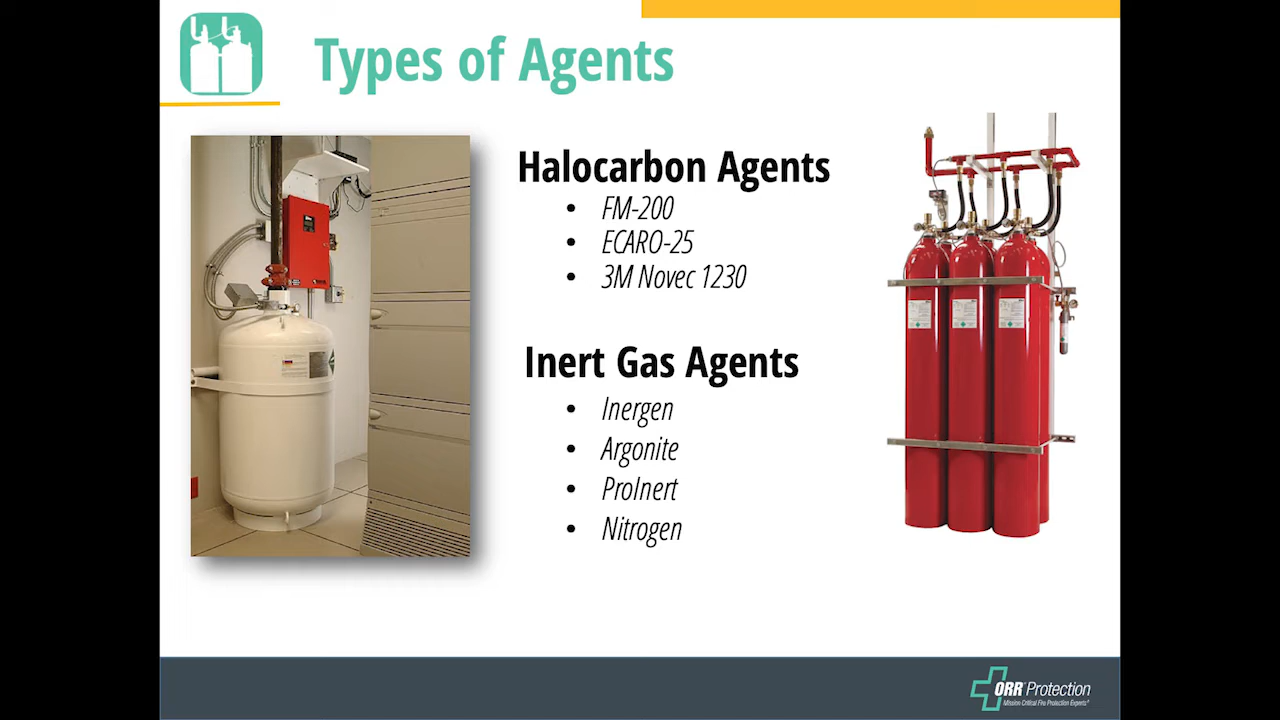 Types of Agents
Halocarbon Agents
• FM-200
• ECARO-25
• 3M Novec 1230
Inert Gas Agents
• Inergen
• Argonite
• ProInert
• Nitrogen
ORR Protection
Mission Critical Fire Protection Experts®